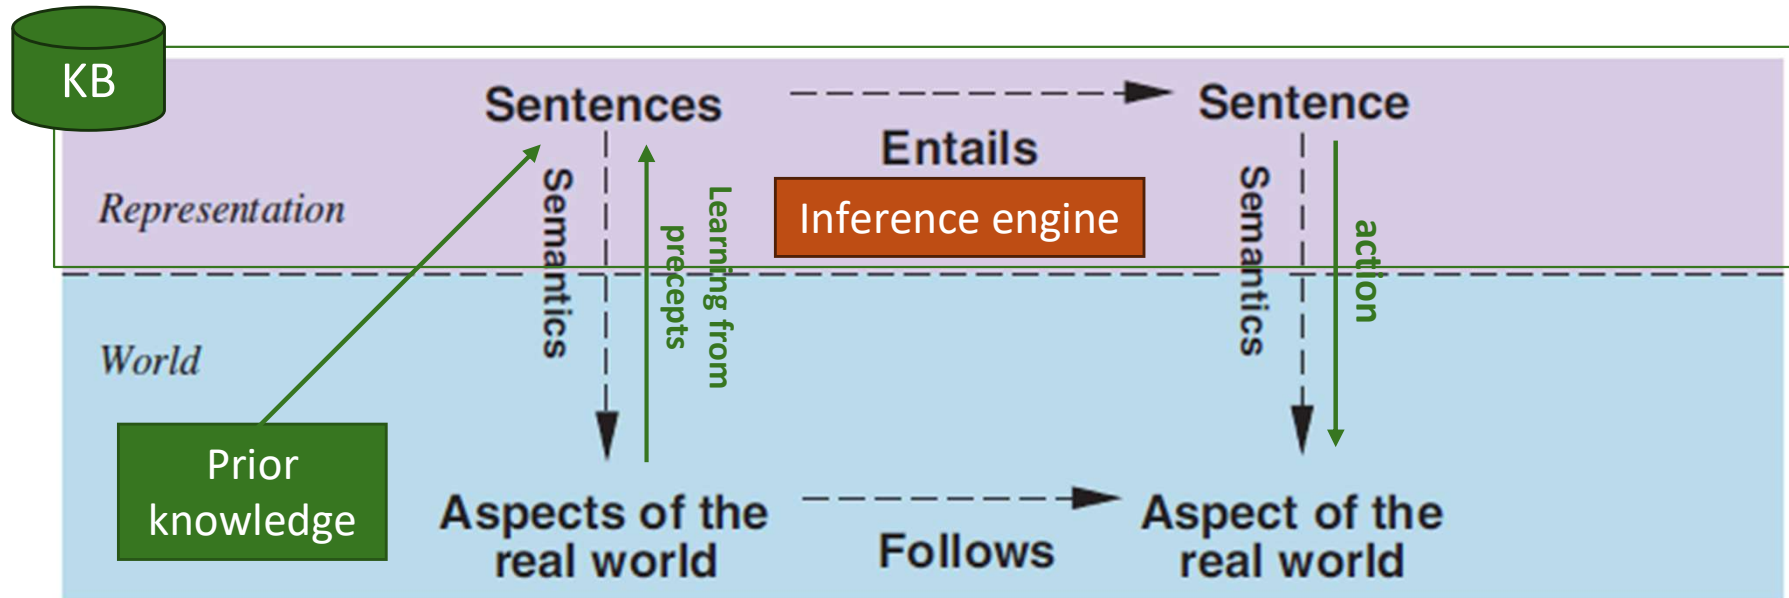 KB
Sentences
Sentence
Entails
Representation
Semantics
Learning from
precepts
Inference engine
Semantics
action
World
Prior
knowledge
Aspects of the
real world
Follows
Aspect of the
real world